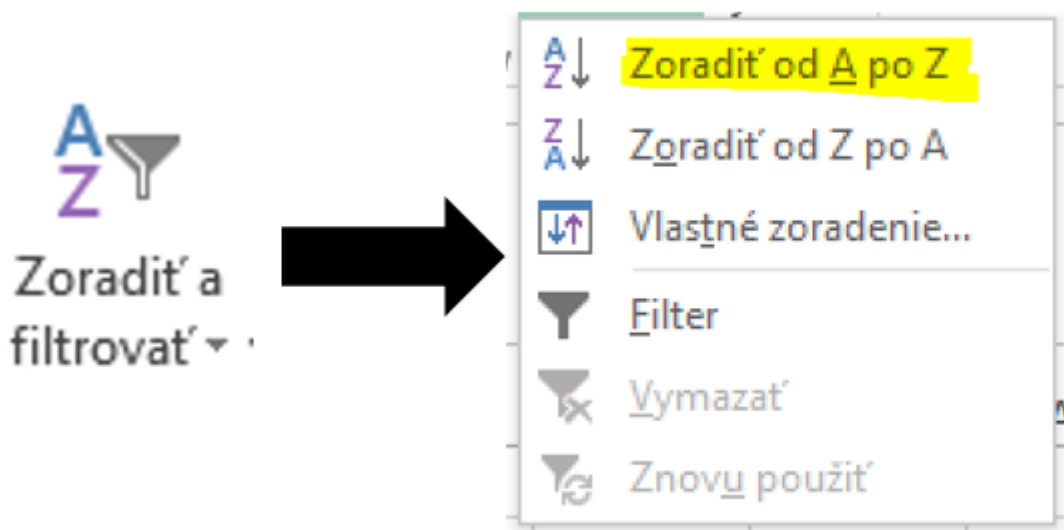 Zoradiť a
filtrovať
Zoradiť od A po Z
Zoradiť od Z po A
Vlastné zoradenie...
Filter
Vymazať
Znovu použiť